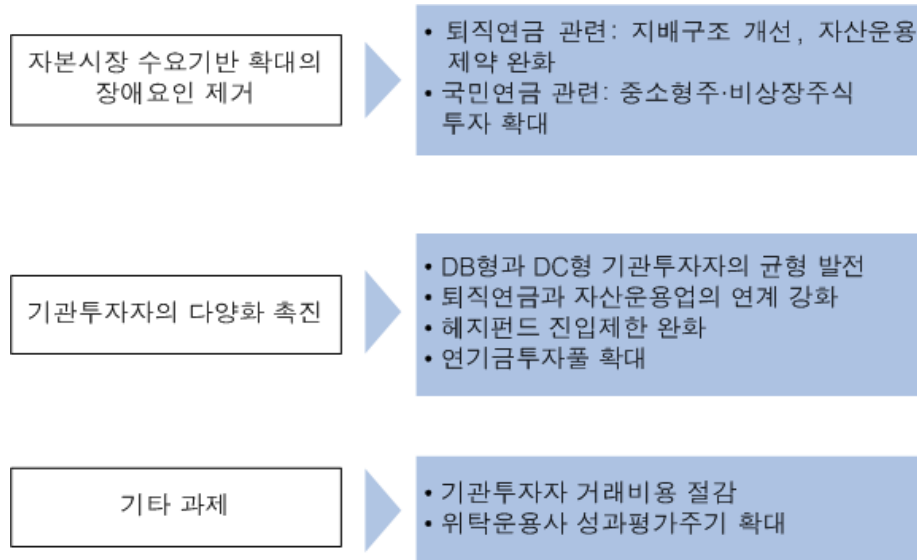 자본시장 수요기반 확대의
장애요인 제거
• 퇴직연금 관련: 지배구조 개선, 자산운용
제약 완화
• 국민연금 관련: 중소형주·비상장주식
투자 확대
기관투자자의 다양화 촉진
• DB형과 DC형 기관투자자의 균형 발전
• 퇴직연금과 자산운용업의 연계 강화
• 헤지펀드 진입제한 완화
• 연기금투자풀 확대
기타 과제
• 기관투자자 거래비용 절감
• 위탁운용사 성과평가주기 확대